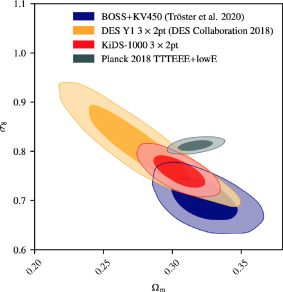 BOSS+KV450 (Tröster et al. 2020)
DES Y1 3 × 2pt (DES Collaboration 2018)
KiDS-1000 3 × 2pt
Planck 2018 TTTEEE+lowE
1.0
0.9
0.8
0.7
0.6
σ8
0.20
0.25
0.30
0.35
Ωm